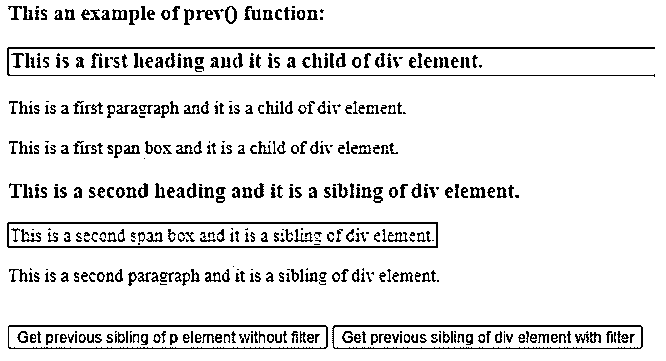 This an example of prev() function:
This is a first heading and it is a child of div element.
This is a first paragraph and it is a child of div element.
This is a first span box and it is a child of div element.
This is a second heading and it is a sibling of div element.
This is a second span box and it is a sibling of div element.
This is a second paragraph and it is a sibling of div element.
Get previous sibling of p element without filter Get previous sibling of div element with filter